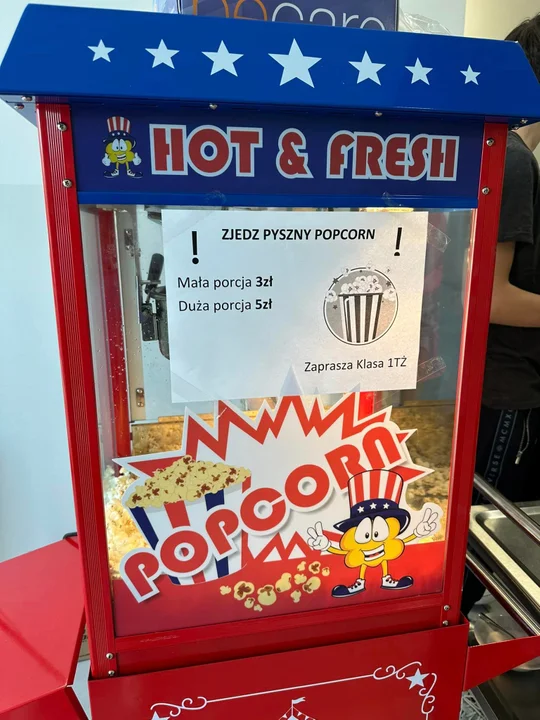 HOT & FRESH
! ZJEDZ PYSZNY POPCORN !
Mała porcja 3zł
Duża porcja 5zł
Zaprasza Klasa 1TŻ
POPCORN